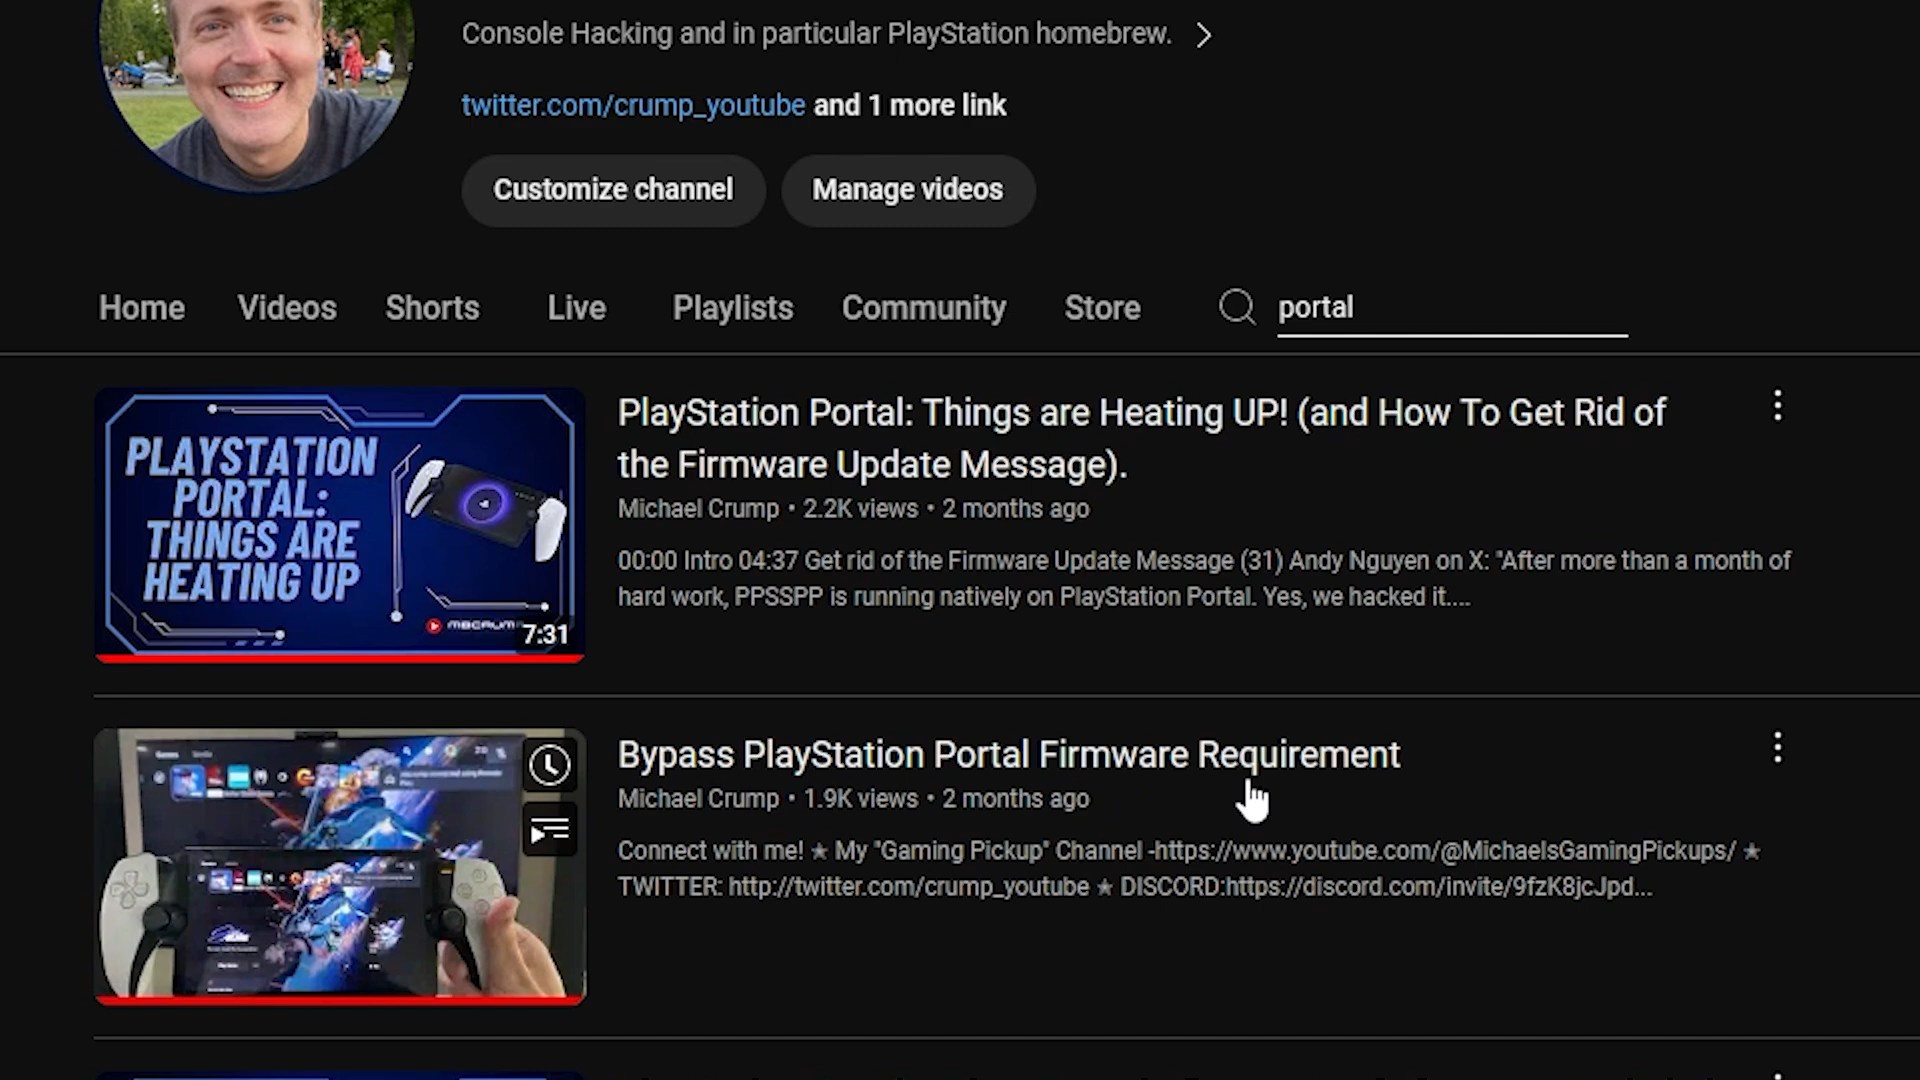 Console Hacking and in particular PlayStation homebrew.
twitter.com/crump_youtube and 1 more link
Customize channel
Manage videos
Home
Videos
Shorts
Live
Playlists
Community
Store
portal
PLAYSTATION
PORTAL:
THINGS ARE
HEATING UP
7:31
PlayStation Portal: Things are Heating UP! (and How To Get Rid of
the Firmware Update Message).
Michael Crump • 2.2K views • 2 months ago
00:00 Intro 04:37 Get rid of the Firmware Update Message (31) Andy Nguyen on X: "After more than a month of
hard work, PPSSPP is running natively on PlayStation Portal. Yes, we hacked it....
Bypass PlayStation Portal Firmware Requirement
Michael Crump • 1.9K views • 2 months ago
Connect with me! ★ My "Gaming Pickup" Channel -https://www.youtube.com/@MichaelsGamingPickups/ ★
TWITTER: http://twitter.com/crump_youtube ★ DISCORD:https://discord.com/invite/9fzK8jcJpd...